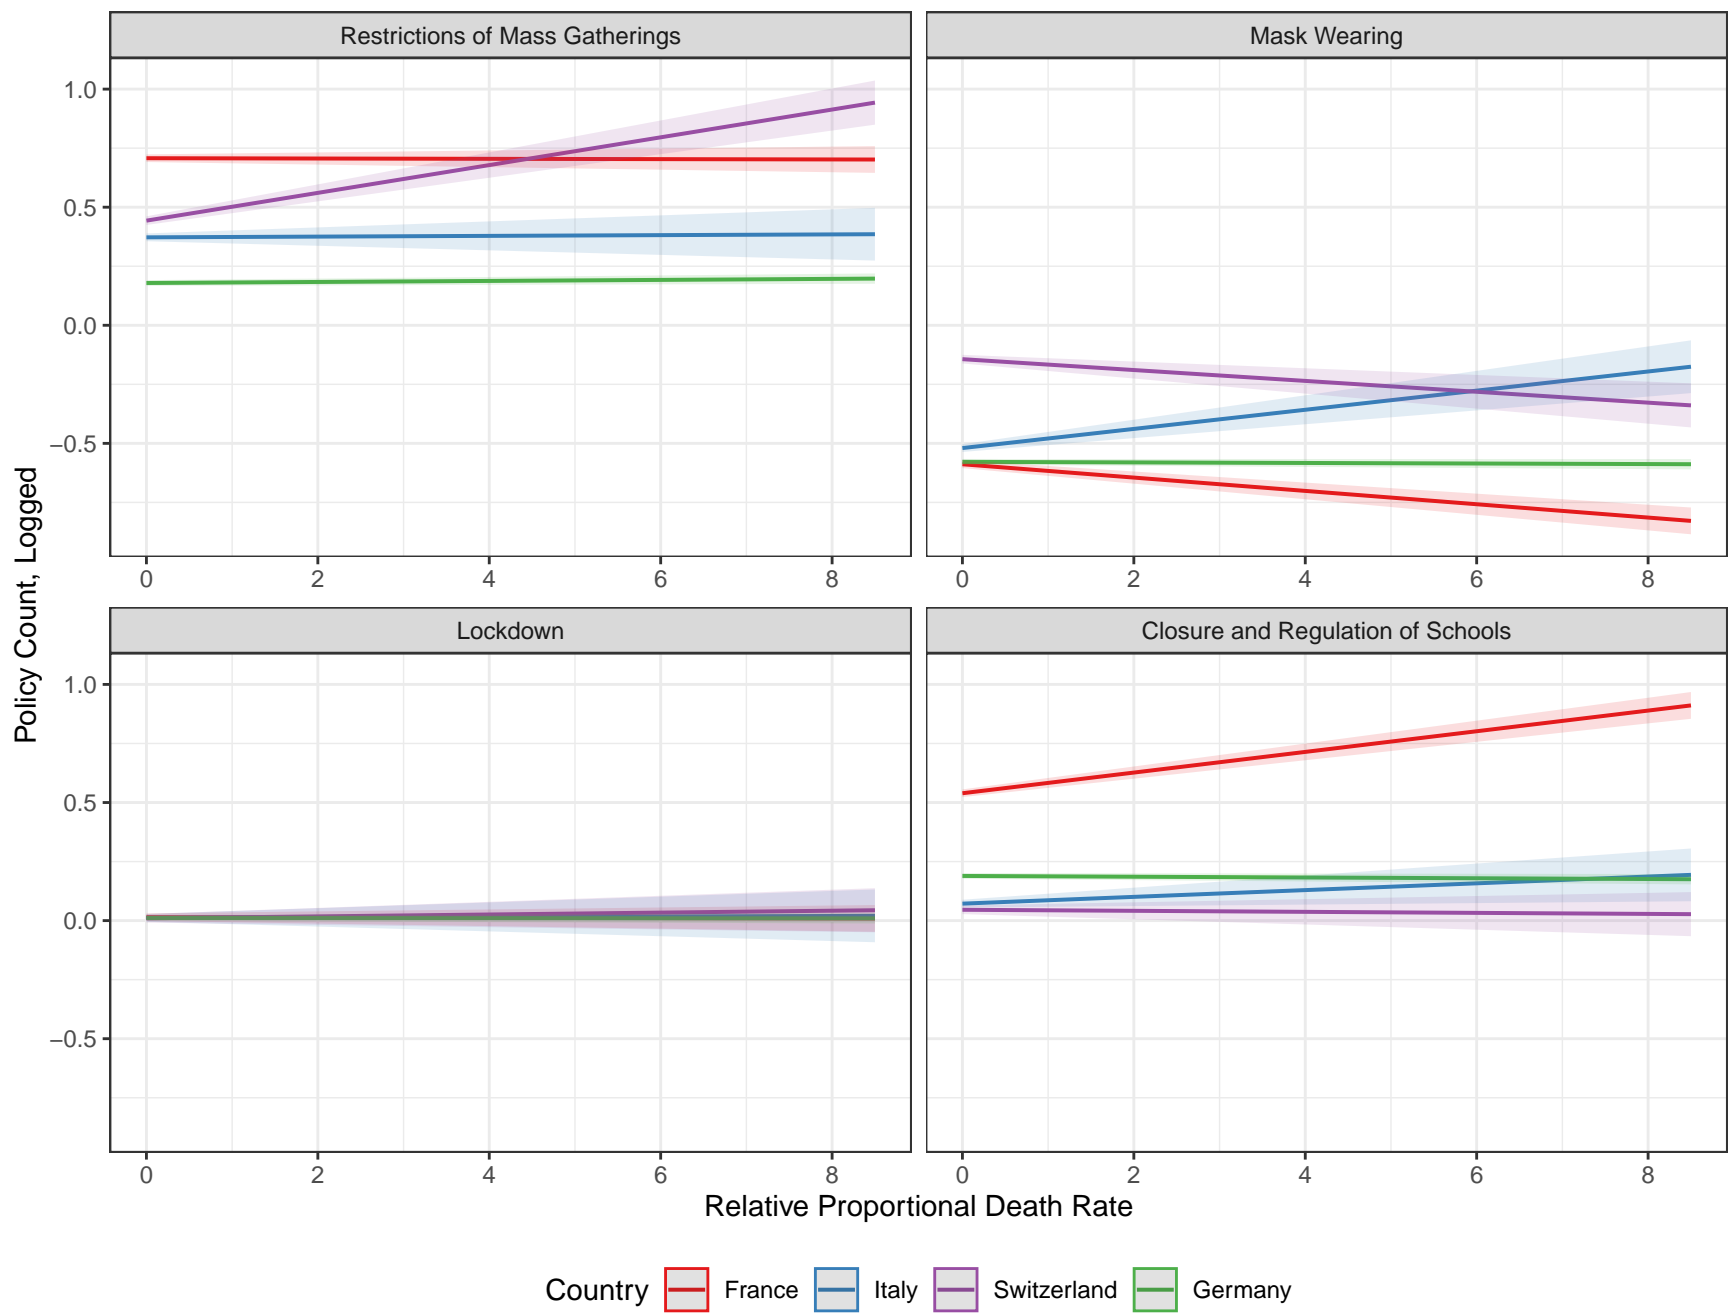 Restrictions of Mass Gatherings
Mask Wearing
1.0
0.5
0.0
−0.5
0 2 4 6 8
0 2 4 6 8
Policy Count, Logged
Lockdown
Closure and Regulation of Schools
1.0
0.5
0.0
−0.5
0 2 4 6 8
0 2 4 6 8
Relative Proportional Death Rate
Country France Italy Switzerland Germany